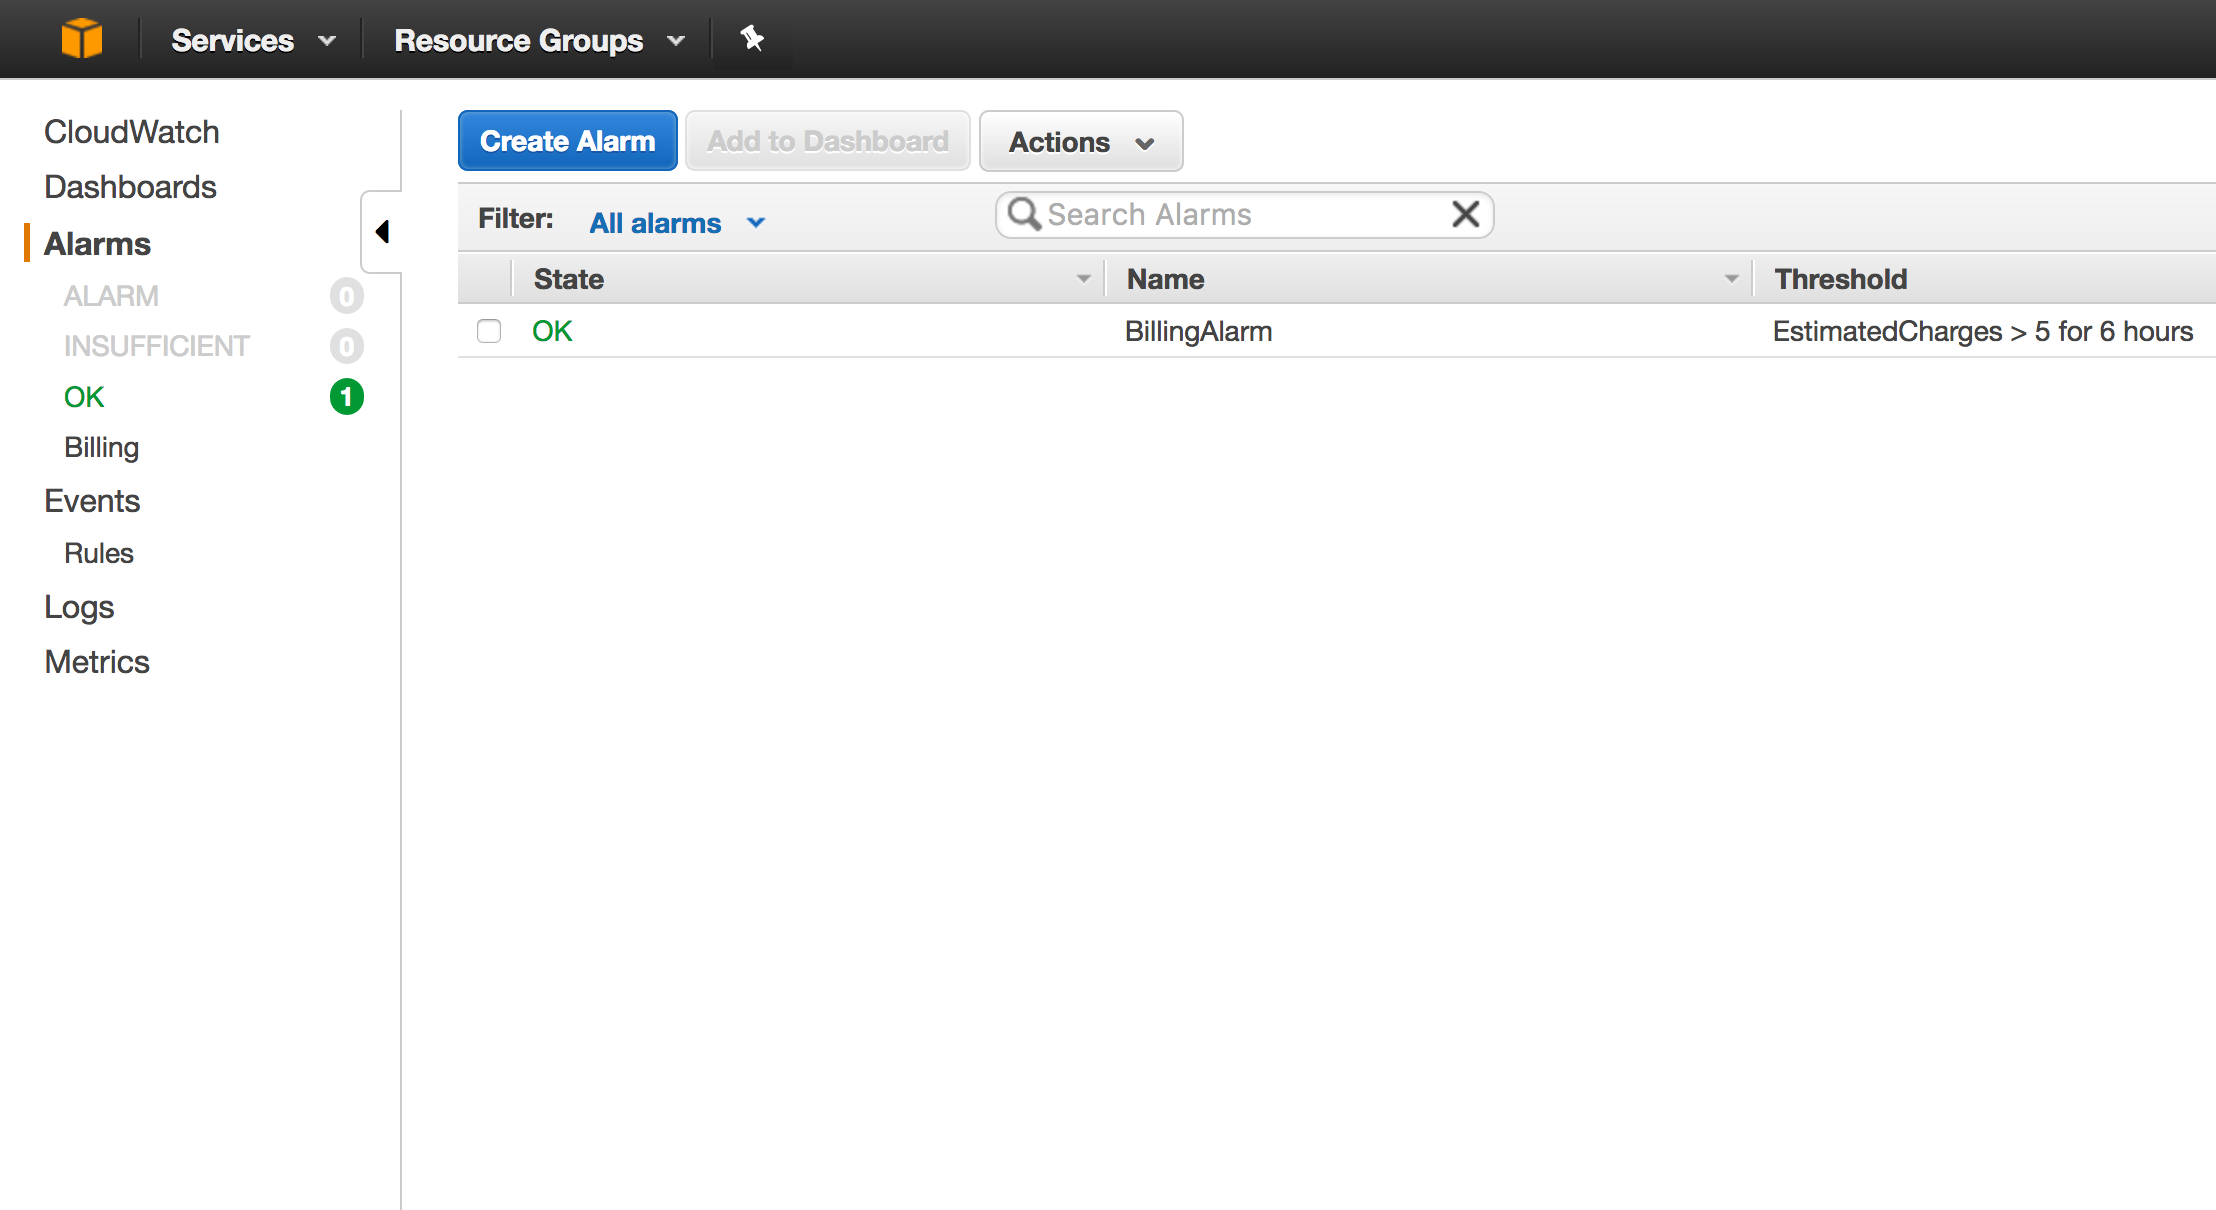 Services
Resource Groups
CloudWatch
Dashboards
Alarms
ALARM 0
INSUFFICIENT 0
OK 1
Billing
Events
Rules
Logs
Metrics
Create Alarm
Add to Dashboard
Actions
Filter: All alarms
Search Alarms
State Name Threshold
OK BillingAlarm EstimatedCharges > 5 for 6 hours